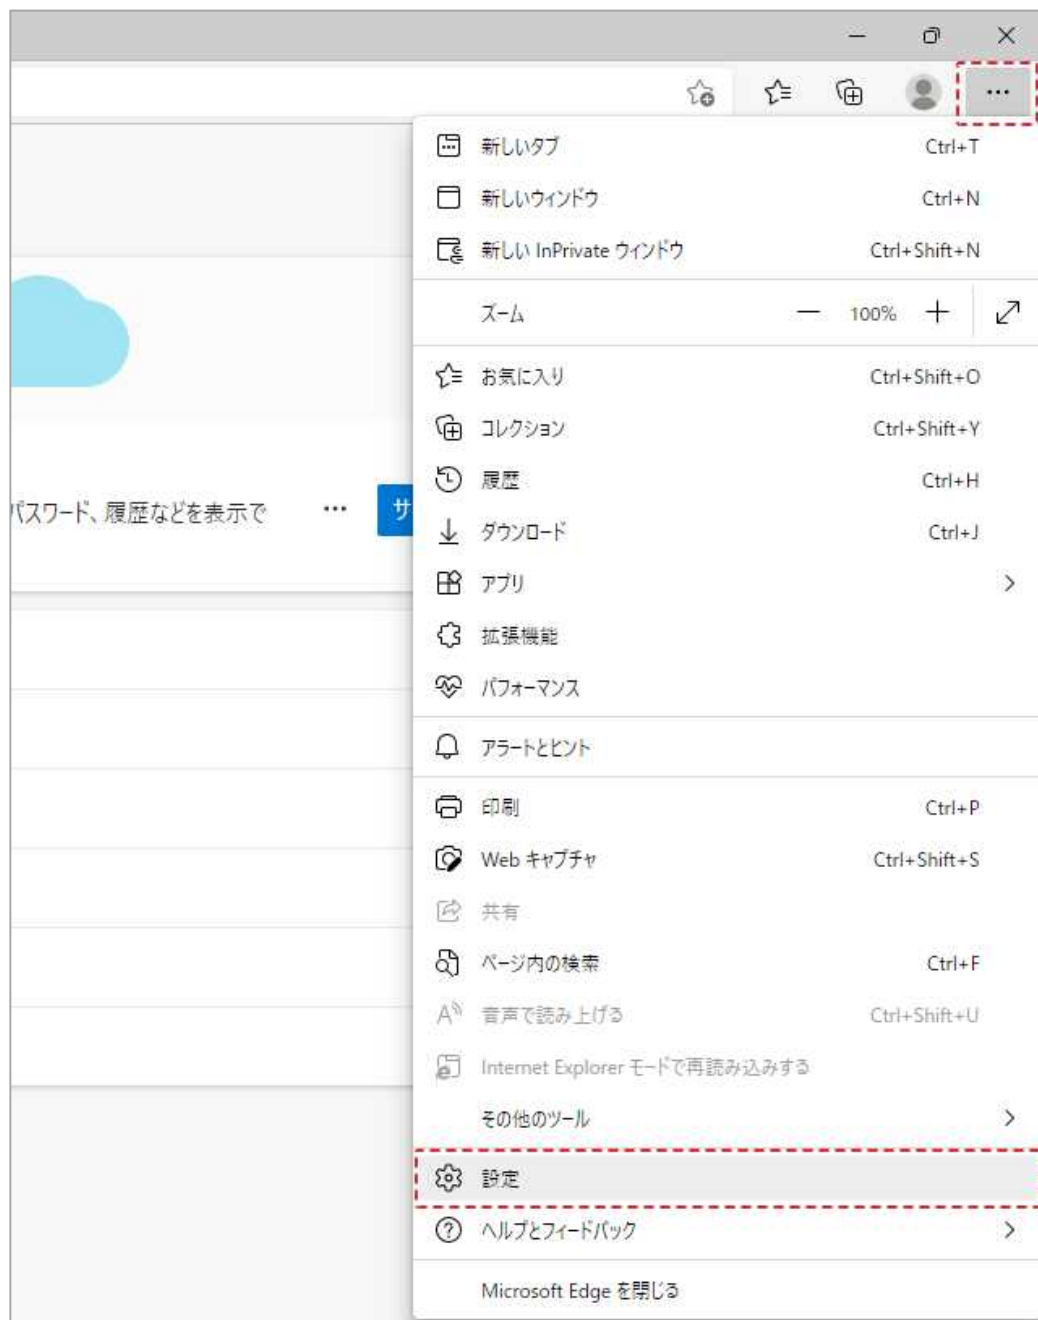 新しいタブ Ctrl+T
新しいウィンドウ Ctrl+N
新しい InPrivate ウィンドウ Ctrl+Shift+N
ズーム — 100% +
お気に入り Ctrl+Shift+O
コレクション Ctrl+Shift+Y
履歴 Ctrl+H
パスワード、履歴などを表示で ··· サ
ダウンロード Ctrl+J
アプリ
拡張機能
パフォーマンス
アラートとヒント
印刷 Ctrl+P
Web キャプチャ Ctrl+Shift+S
共有
ページ内の検索 Ctrl+F
音声で読み上げる Ctrl+Shift+U
Internet Explorer モードで再読み込みする
その他のツール
設定
ヘルプとフィードバック
Microsoft Edge を閉じる